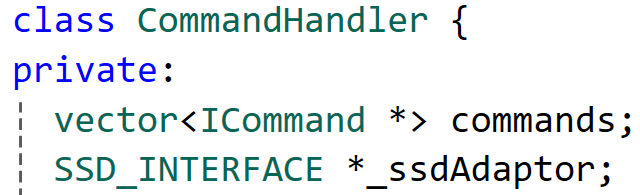 class CommandHandler {
private:
vector<ICommand *> commands;
SSD_INTERFACE *_ssdAdaptor;